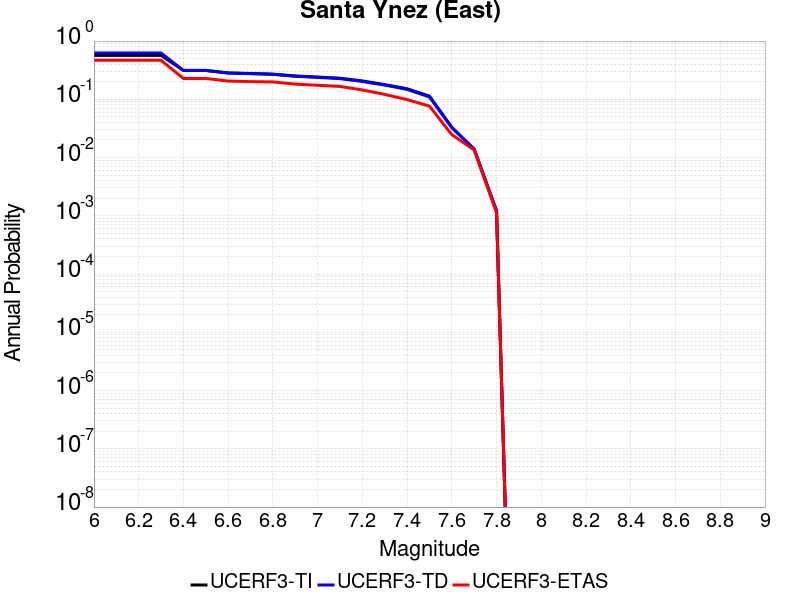 Santa Ynez (East)
10^0
10^-1
10^-2
10^-3
10^-4
10^-5
10^-6
10^-7
10^-8
Annual Probability
6 6.2 6.4 6.6 6.8 7 7.2 7.4 7.6 7.8 8 8.2 8.4 8.6 8.8 9
Magnitude
UCERF3-TI UCERF3-TD UCERF3-ETAS